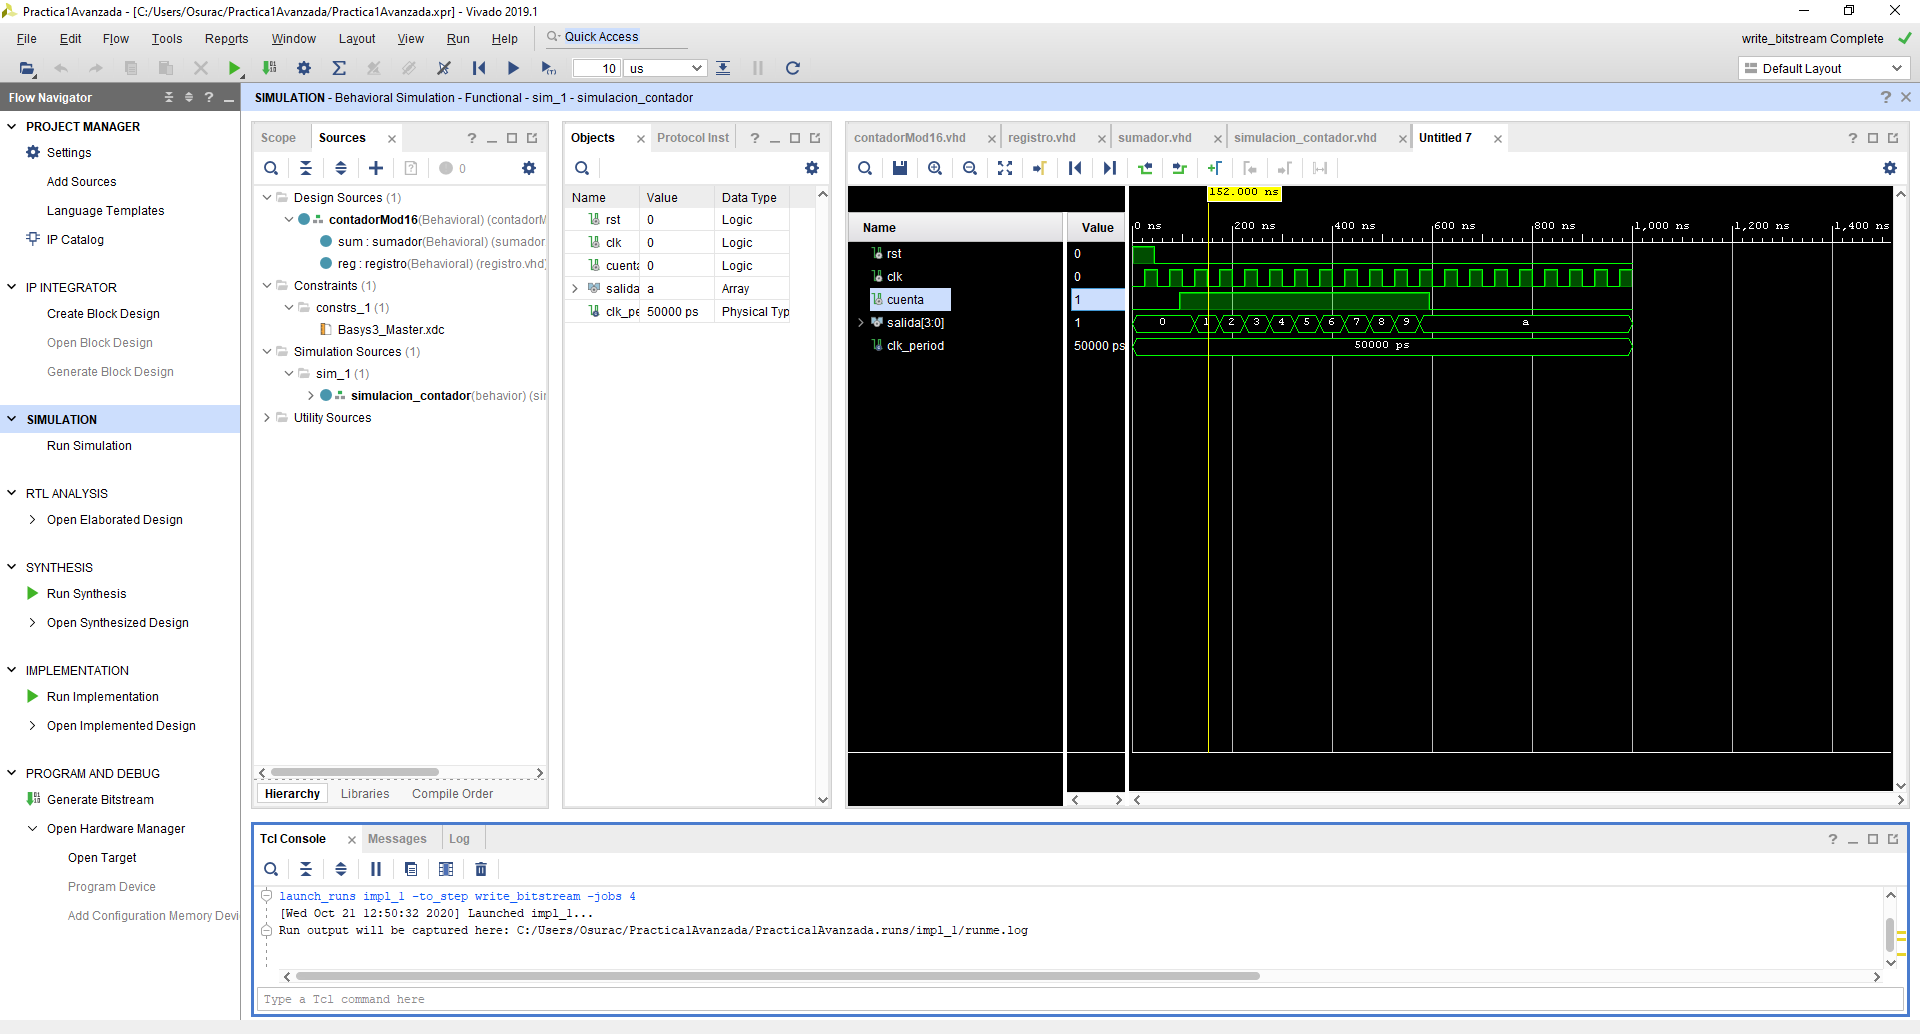 Practica1Avanzada - [C:/Users/Osurac/Practica1Avanzada/Practica1Avanzada.xpr] - Vivado 2019.1
File Edit Flow Tools Reports Window Layout View Run Help Quick Access
write_bitstream Complete
10 us
Default Layout
Flow Navigator
PROJECT MANAGER
Settings
Add Sources
Language Templates
IP Catalog
IP INTEGRATOR
Create Block Design
Open Block Design
Generate Block Design
SIMULATION
Run Simulation
RTL ANALYSIS
Open Elaborated Design
SYNTHESIS
Run Synthesis
Open Synthesized Design
IMPLEMENTATION
Run Implementation
Open Implemented Design
PROGRAM AND DEBUG
Generate Bitstream
Open Hardware Manager
Open Target
Program Device
Add Configuration Memory Devi
SIMULATION - Behavioral Simulation - Functional - sim_1 - simulacion_contador
Scope Sources
0
Design Sources (1)
contadorMod16(Behavioral) (contadorM
sum : sumador(Behavioral) (sumador
reg : registro(Behavioral) (registro.vhd)
Constraints (1)
constrs_1 (1)
Basys3_Master.xdc
Simulation Sources (1)
sim_1 (1)
simulacion_contador(behavior) (si
Utility Sources
Hierarchy Libraries Compile Order
Objects Protocol Inst
Name Value Data Type
rst 0 Logic
clk 0 Logic
cuenta 0 Logic
salida a Array
clk_pe 50000 ps Physical Typ
contadorMod16.vhd registro.vhd sumador.vhd simulacion_contador.vhd Untitled 7
152.000 ns
Name Value
0 ns 200 ns 400 ns 600 ns 800 ns 1,000 ns 1,200 ns 1,400 ns
rst 0
clk 0
cuenta 1
salida[3:0] 1 0 1 2 3 4 5 6 7 8 9 a
clk_period 50000 ps 50000 ps
Tcl Console Messages Log
launch_runs impl_1 -to_step write_bitstream -jobs 4
[Wed Oct 21 12:50:32 2020] Launched impl_1...
Run output will be captured here: C:/Users/Osurac/Practica1Avanzada/Practica1Avanzada.runs/impl_1/runme.log
Type a Tcl command here